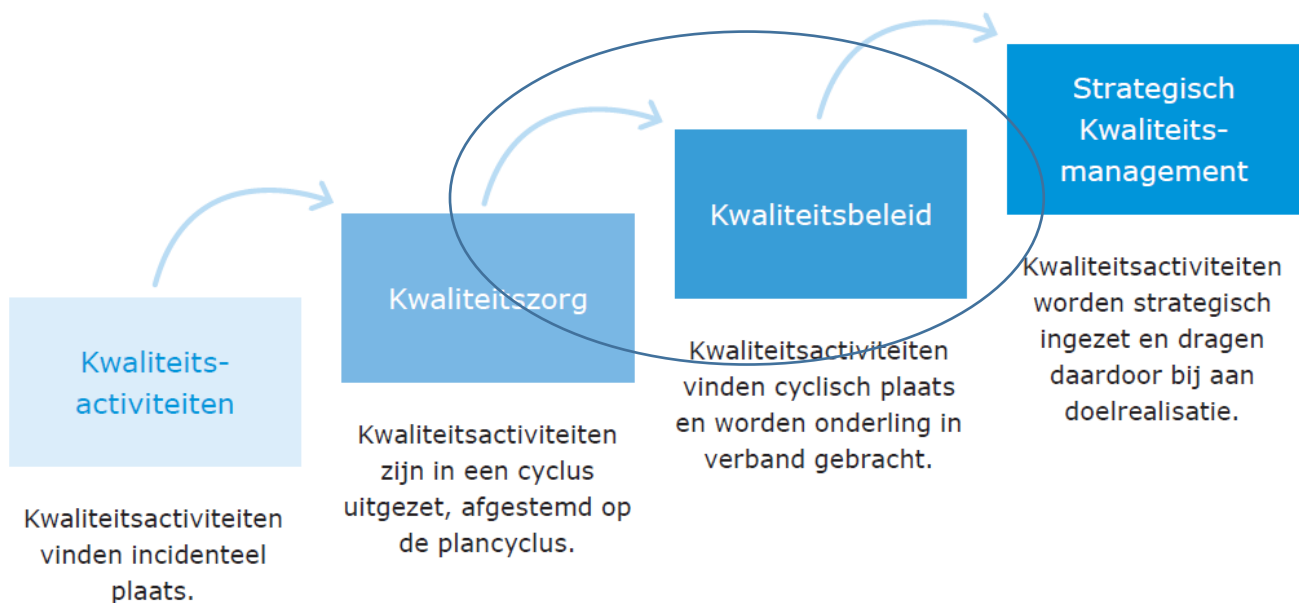 Kwaliteits-
activiteiten
Kwaliteitsactiviteiten
vinden incidenteel
plaats.
Kwaliteitszorg
Kwaliteitsactiviteiten
zijn in een cyclus
uitgezet, afgestemd op
de plancyclus.
Kwaliteitsbeleid
Kwaliteitsactiviteiten
vinden cyclisch plaats
en worden onderling in
verband gebracht.
Strategisch
Kwaliteits-
management
Kwaliteitsactiviteiten
worden strategisch
ingezet en dragen
daardoor bij aan
doelrealisatie.